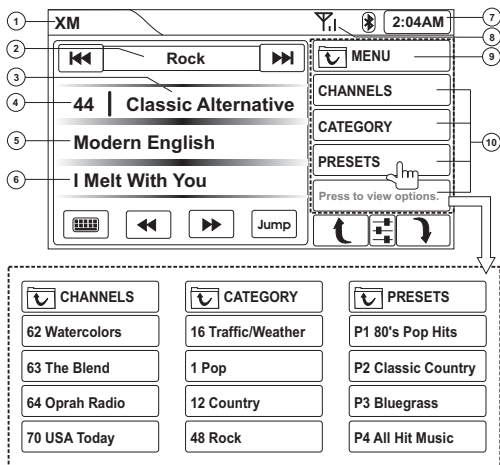 1 XM 2:04AM 7
8
2 Rock MENU 9
3
4 44 Classic Alternative CHANNELS
CATEGORY
5 Modern English 10
PRESETS
6 I Melt With You
Press to view options.
Jump
CHANNELS CATEGORY PRESETS
62 Watercolors 16 Traffic/Weather P1 80's Pop Hits
63 The Blend 1 Pop P2 Classic Country
64 Oprah Radio 12 Country P3 Bluegrass
70 USA Today 48 Rock P4 All Hit Music